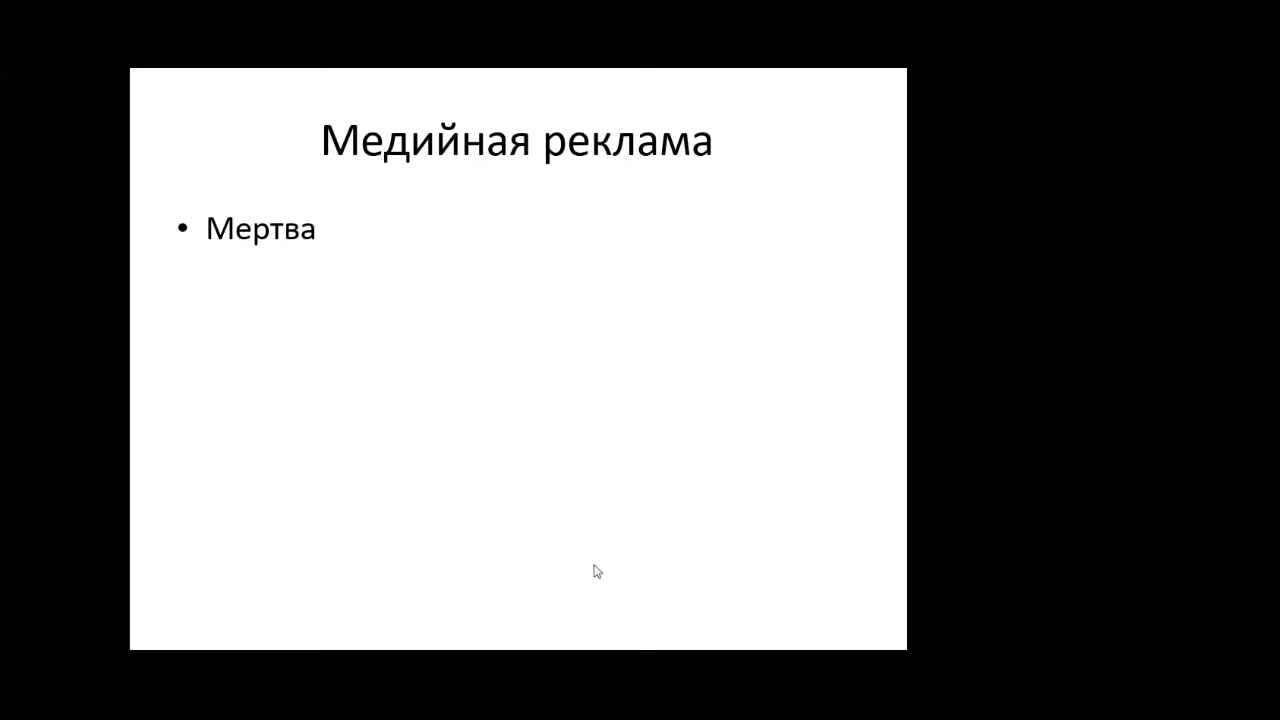 Медийная реклама
• Мертва